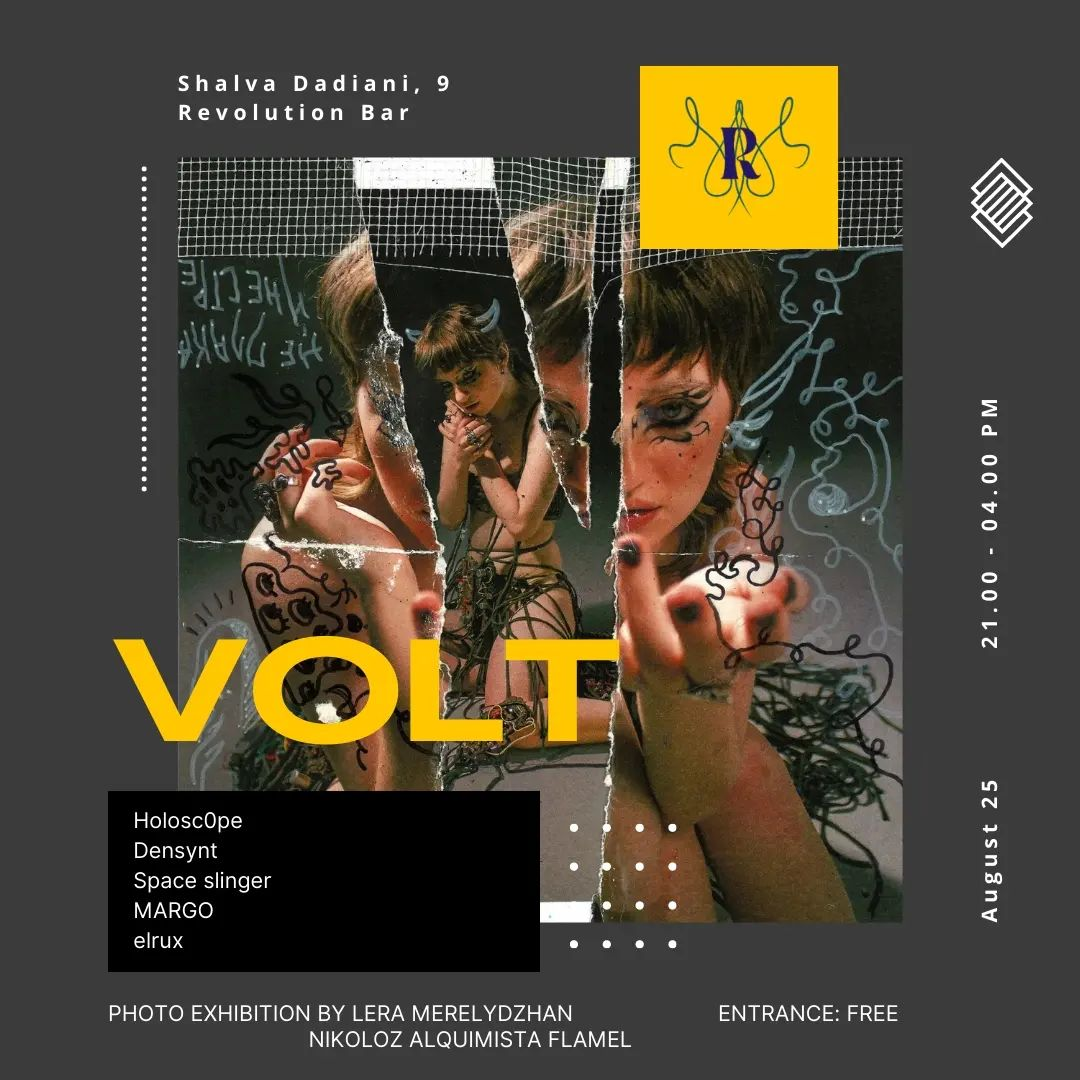 Shalva Dadiani, 9
Revolution Bar
R
21.00 - 04.00 PM
August 25
VOLT
Holosc0pe
Densynt
Space slinger
MARGO
elrux
PHOTO EXHIBITION BY LERA MERELYDZHAN
NIKOLOZ ALQUIMISTA FLAMEL
ENTRANCE: FREE